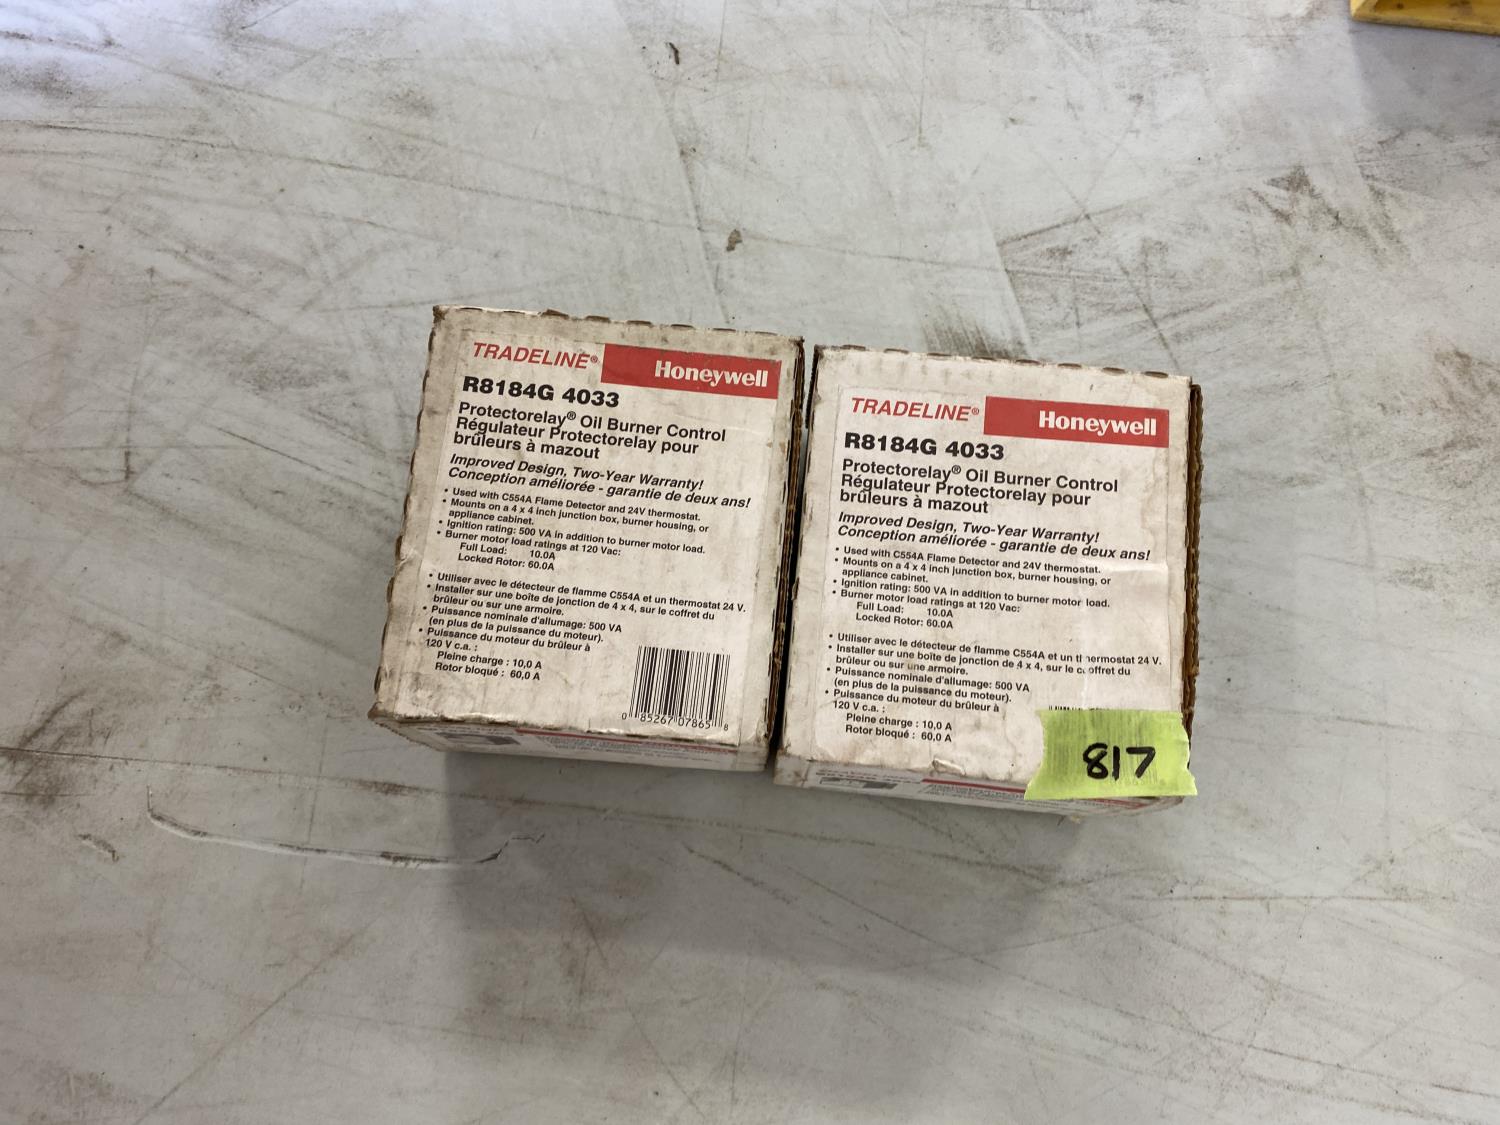 TRADELINE® Honeywell
R8184G 4033
Protectorelay® Oil Burner Control
Régulateur Protectorelay pour
brûleurs à mazout
Improved Design, Two-Year Warranty!
Conception améliorée - garantie de deux ans!
• Used with C554A Flame Detector and 24V thermostat.
• Mounts on a 4 x 4 inch junction box, burner housing, or
appliance cabinet.
• Ignition rating: 500 VA in addition to burner motor load.
• Burner motor load ratings at 120 Vac:
Full Load: 10.0A
Locked Rotor: 60.0A
• Utiliser avec le détecteur de flamme C554A et un thermostat 24 V.
• Installer sur une boîte de jonction de 4 x 4, sur le coffret du
brûleur ou sur une armoire.
• Puissance nominale d'allumage: 500 VA
(en plus de la puissance du moteur).
• Puissance du moteur du brûleur à
120 V c.a. :
Pleine charge : 10,0 A
Rotor bloqué : 60,0 A
0 85267 07865 8
TRADELINE® Honeywell
R8184G 4033
Protectorelay® Oil Burner Control
Régulateur Protectorelay pour
brûleurs à mazout
Improved Design, Two-Year Warranty!
Conception améliorée - garantie de deux ans!
• Used with C554A Flame Detector and 24V thermostat.
• Mounts on a 4 x 4 inch junction box, burner housing, or
appliance cabinet.
• Ignition rating: 500 VA in addition to burner motor load.
• Burner motor load ratings at 120 Vac:
Full Load: 10.0A
Locked Rotor: 60.0A
• Utiliser avec le détecteur de flamme C554A et un thermostat 24 V.
• Installer sur une boîte de jonction de 4 x 4, sur le coffret du
brûleur ou sur une armoire.
• Puissance nominale d'allumage: 500 VA
(en plus de la puissance du moteur).
• Puissance du moteur du brûleur à
120 V c.a. :
Pleine charge : 10,0 A
Rotor bloqué : 60,0 A
817